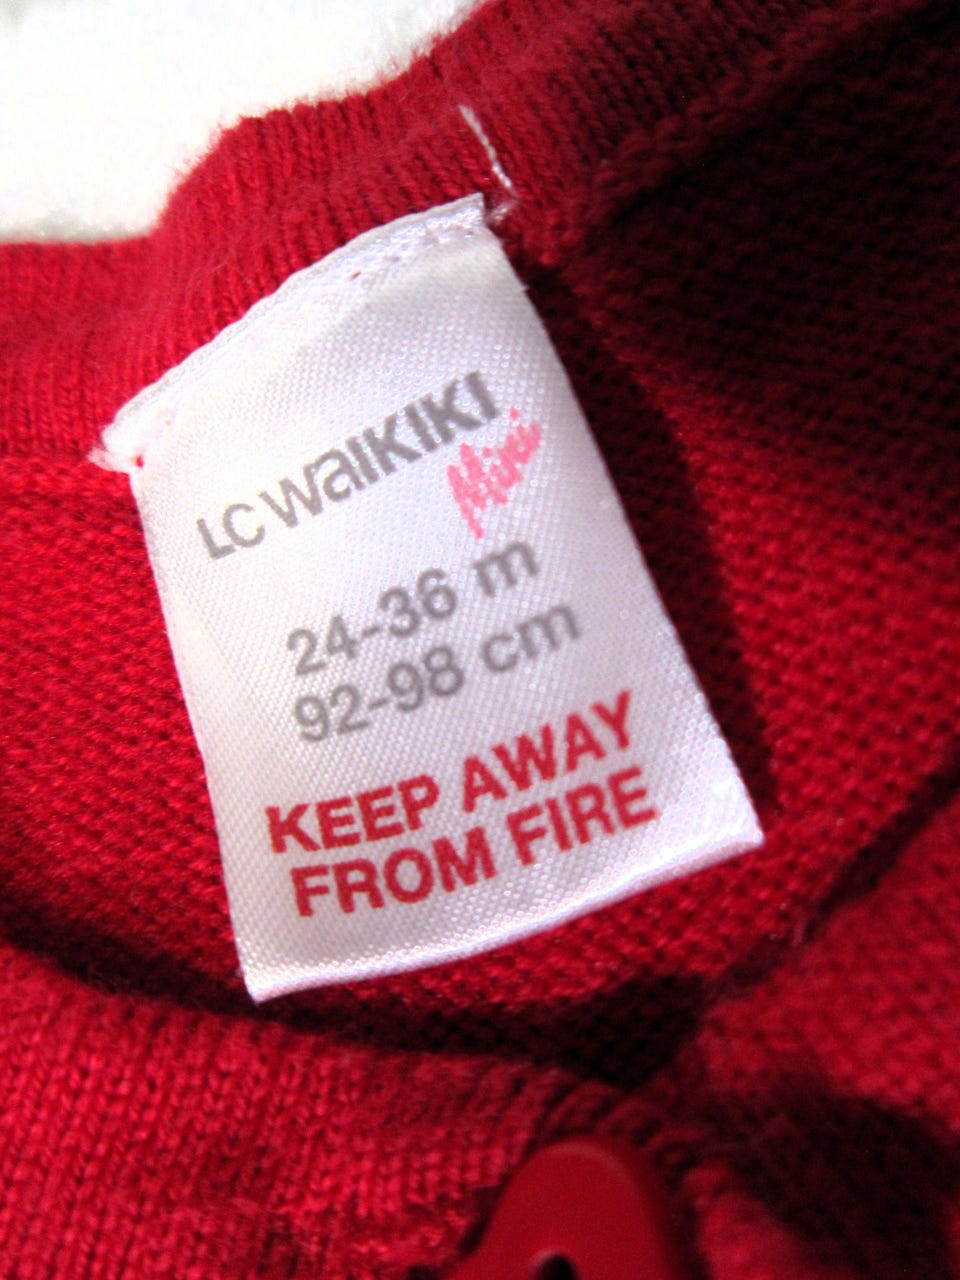 LC WAIKIKI
Mini
24-36 m
92-98 cm
KEEP AWAY
FROM FIRE